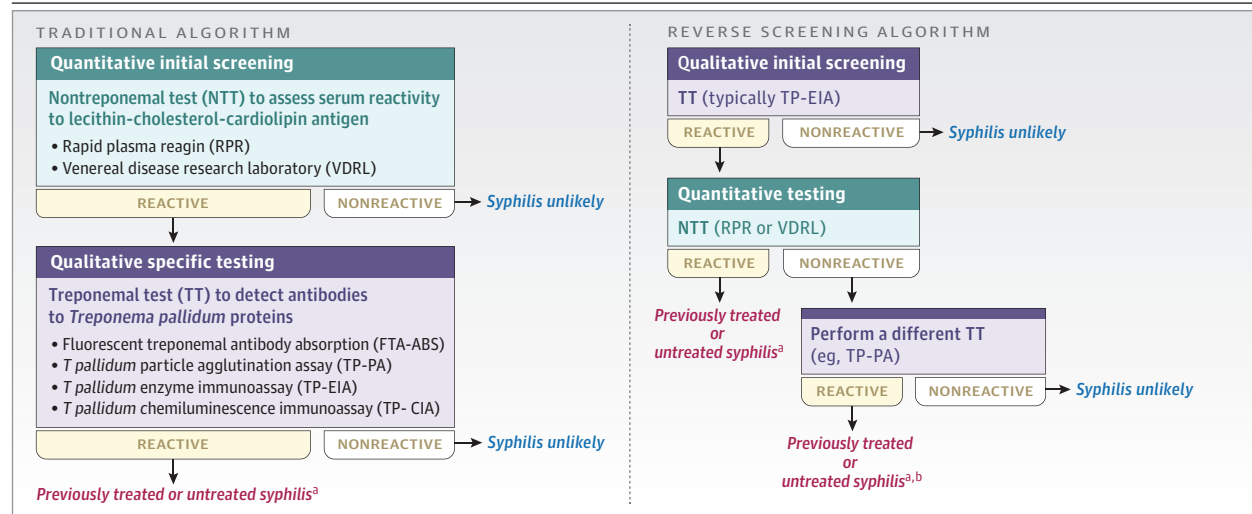 TRADITIONAL ALGORITHM
Quantitative initial screening
Nontreponemal test (NTT) to assess serum reactivity
to lecithin-cholesterol-cardiolipin antigen
• Rapid plasma reagin (RPR)
• Venereal disease research laboratory (VDRL)
REACTIVE
NONREACTIVE
Syphilis unlikely
Qualitative specific testing
Treponemal test (TT) to detect antibodies
to Treponema pallidum proteins
• Fluorescent treponemal antibody absorption (FTA-ABS)
• T pallidum particle agglutination assay (TP-PA)
• T pallidum enzyme immunoassay (TP-EIA)
• T pallidum chemiluminescence immunoassay (TP- CIA)
REACTIVE
NONREACTIVE
Syphilis unlikely
Previously treated or untreated syphilisa
REVERSE SCREENING ALGORITHM
Qualitative initial screening
TT (typically TP-EIA)
REACTIVE
NONREACTIVE
Syphilis unlikely
Quantitative testing
NTT (RPR or VDRL)
REACTIVE
NONREACTIVE
Previously treated
or
untreated syphilisa
Perform a different TT
(eg, TP-PA)
REACTIVE
NONREACTIVE
Syphilis unlikely
Previously treated
or
untreated syphilisa,b